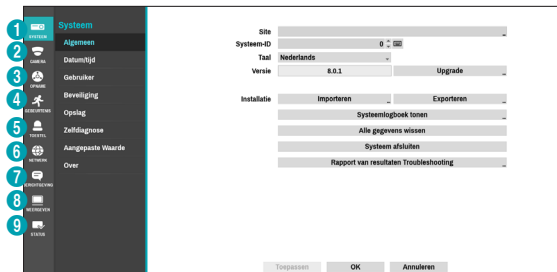 1
SYSTEEM
2
CAMERA
3
OPNAME
4
GEBEURTENIS
5
TOESTEL
6
NETWERK
7
BERICHTGEVING
8
WEERGEVEN
9
STATUS
Systeem
Algemeen
Datum/tijd
Gebruiker
Beveiliging
Opslag
Zelfdiagnose
Aangepaste Waarde
Over
Site
Systeem-ID 0
Taal Nederlands
Versie 8.0.1 Upgrade
Installatie Importeren Exporteren
Systeemlogboek tonen
Alle gegevens wissen
Systeem afsluiten
Rapport van resultaten Troubleshooting
Toepassen OK Annuleren